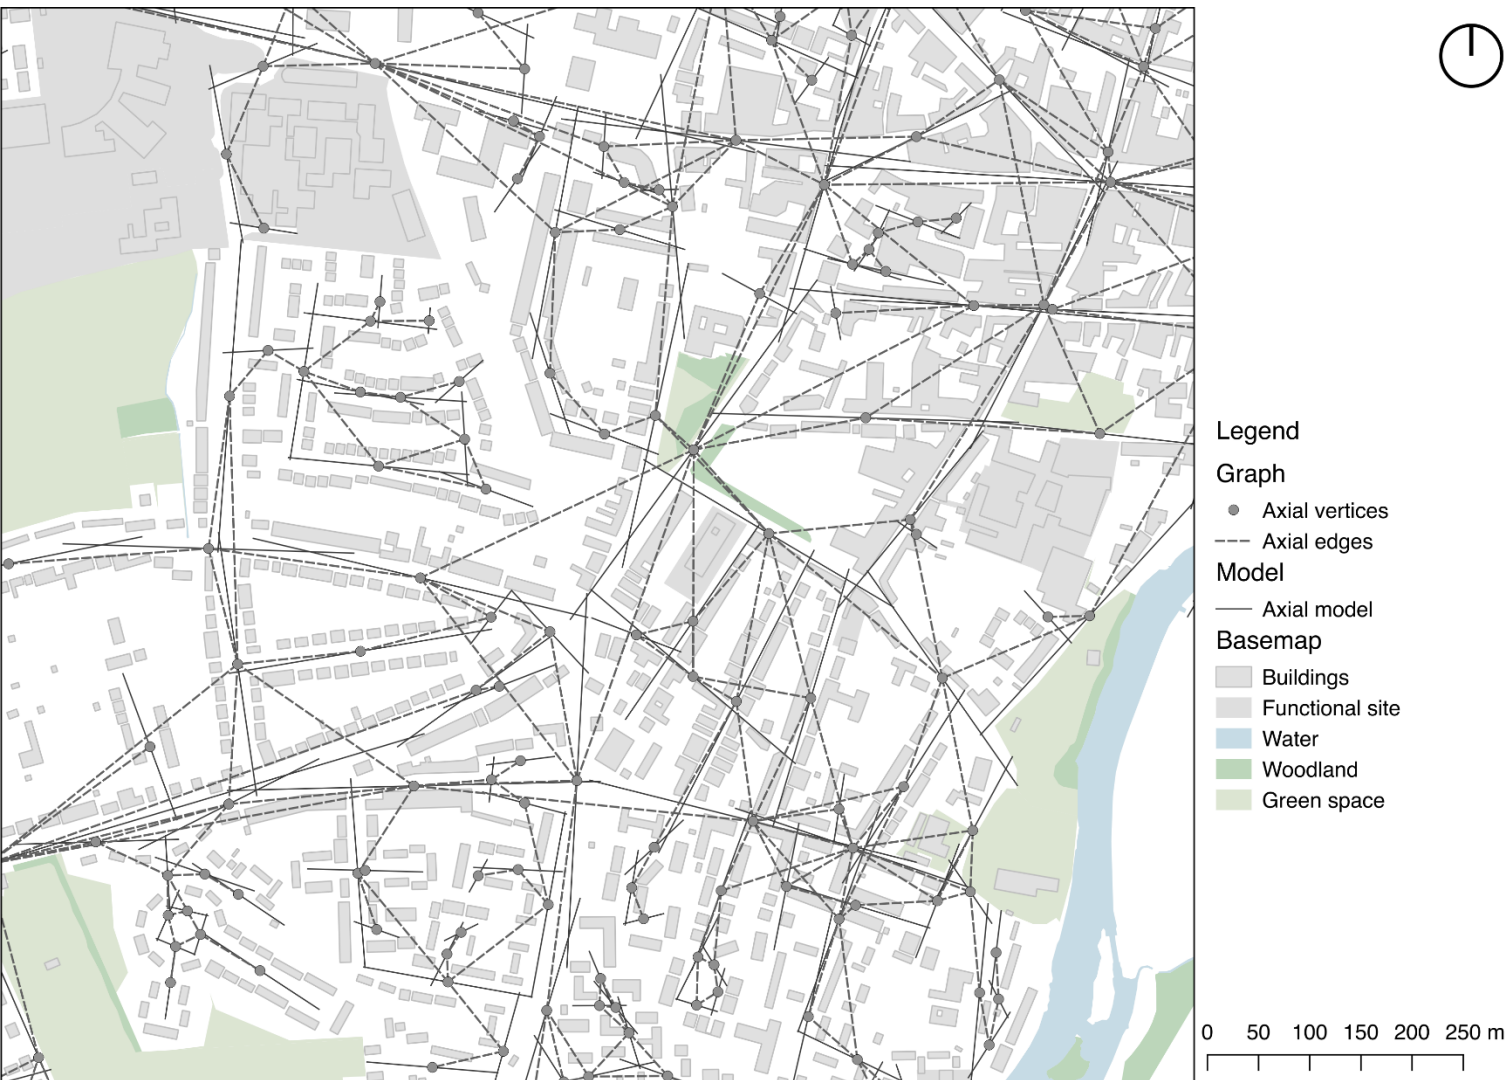 Legend
Graph
Axial vertices
Axial edges
Model
Axial model
Basemap
Buildings
Functional site
Water
Woodland
Green space
0 50 100 150 200 250 m